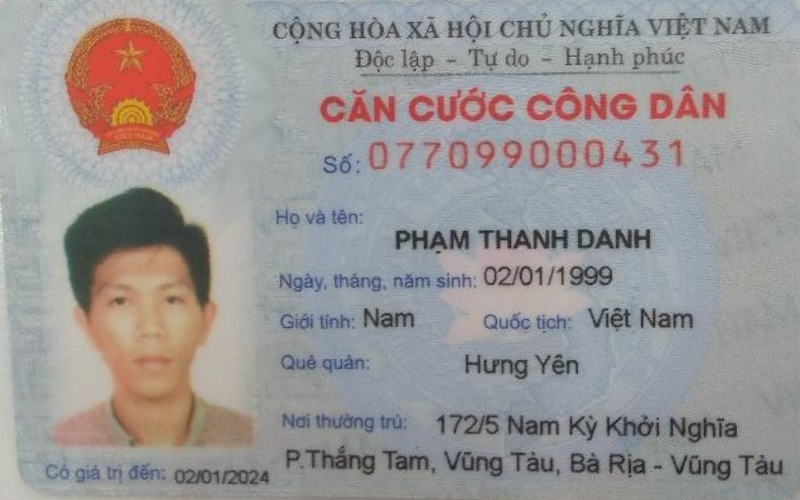 CỘNG HÒA XÃ HỘI CHỦ NGHĨA VIỆT NAM
Độc lập - Tự do - Hạnh phúc
CĂN CƯỚC CÔNG DÂN
Số: 077099000431
Họ và tên:
PHẠM THANH DANH
Ngày, tháng, năm sinh: 02/01/1999
Giới tính: Nam Quốc tịch: Việt Nam
Quê quán: Hưng Yên
Nơi thường trú: 172/5 Nam Kỳ Khởi Nghĩa
P.Thắng Tam, Vũng Tàu, Bà Rịa - Vũng Tàu
Có giá trị đến: 02/01/2024